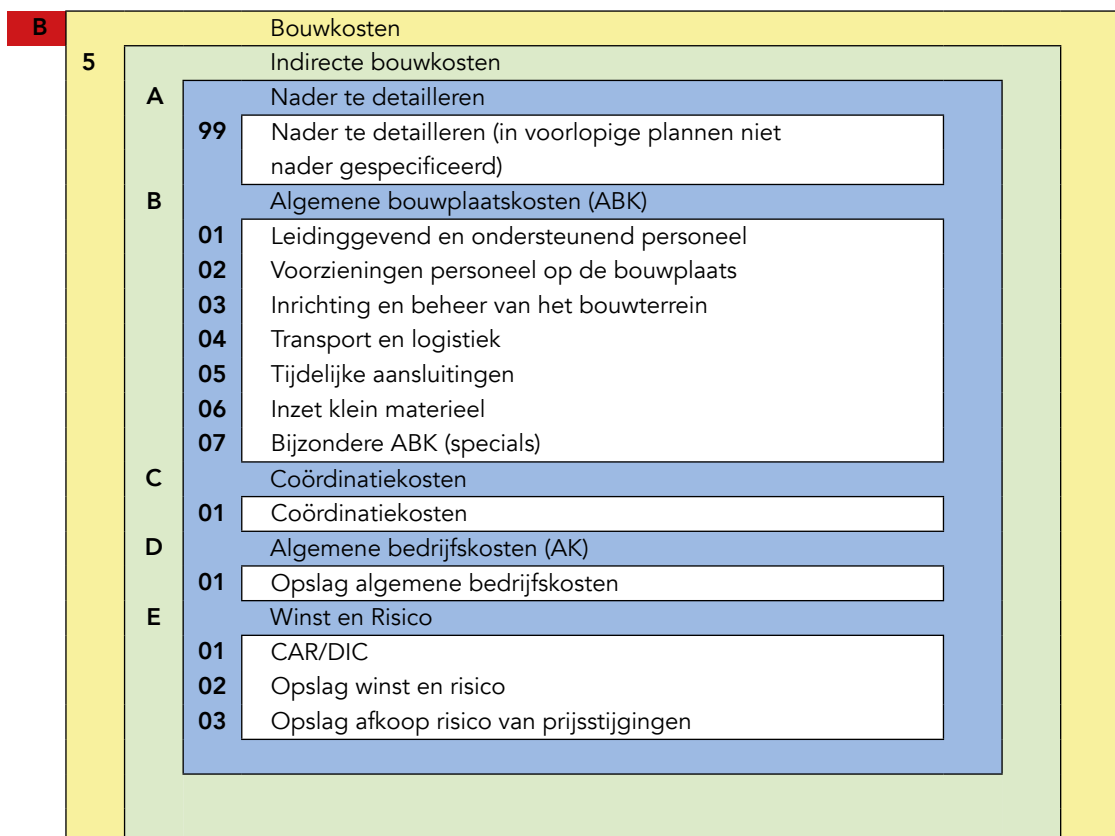 B Bouwkosten
5 Indirecte bouwkosten
A Nader te detailleren
99 Nader te detailleren (in voorlopige plannen niet
nader gespecificeerd)
B Algemene bouwplaatskosten (ABK)
01 Leidinggevend en ondersteunend personeel
02 Voorzieningen personeel op de bouwplaats
03 Inrichting en beheer van het bouwterrein
04 Transport en logistiek
05 Tijdelijke aansluitingen
06 Inzet klein materieel
07 Bijzondere ABK (specials)
C Coördinatiekosten
01 Coördinatiekosten
D Algemene bedrijfskosten (AK)
01 Opslag algemene bedrijfskosten
E Winst en Risico
01 CAR/DIC
02 Opslag winst en risico
03 Opslag afkoop risico van prijsstijgingen